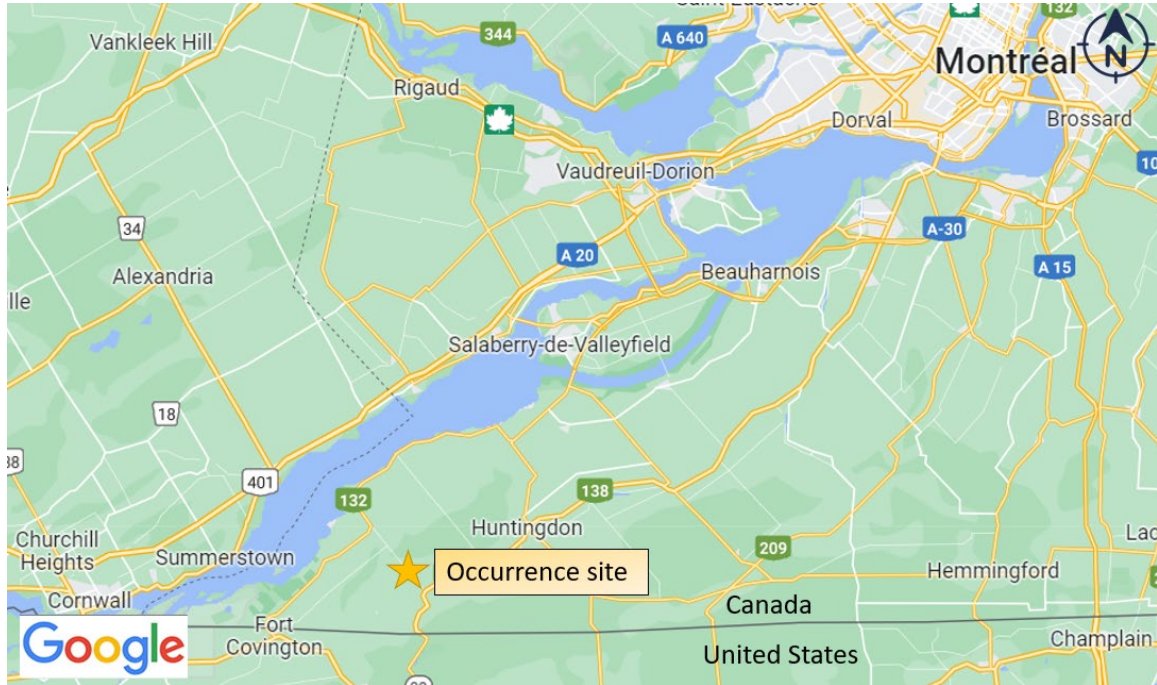 Saint-Eustache
344
132
Vankleek Hill
A 640
N
Montréal
Rigaud
Dorval
Brossard
Vaudreuil-Dorion
10
34
A-30
A 20
A 15
Alexandria
Beauharnois
lle
Salaberry-de-Valleyfield
18
38
401
132
138
Huntingdon
Churchill
Heights
Summerstown
209
Lac
Occurrence site
Hemmingford
Cornwall
Canada
Fort
Covington
Google
Champlain
United States